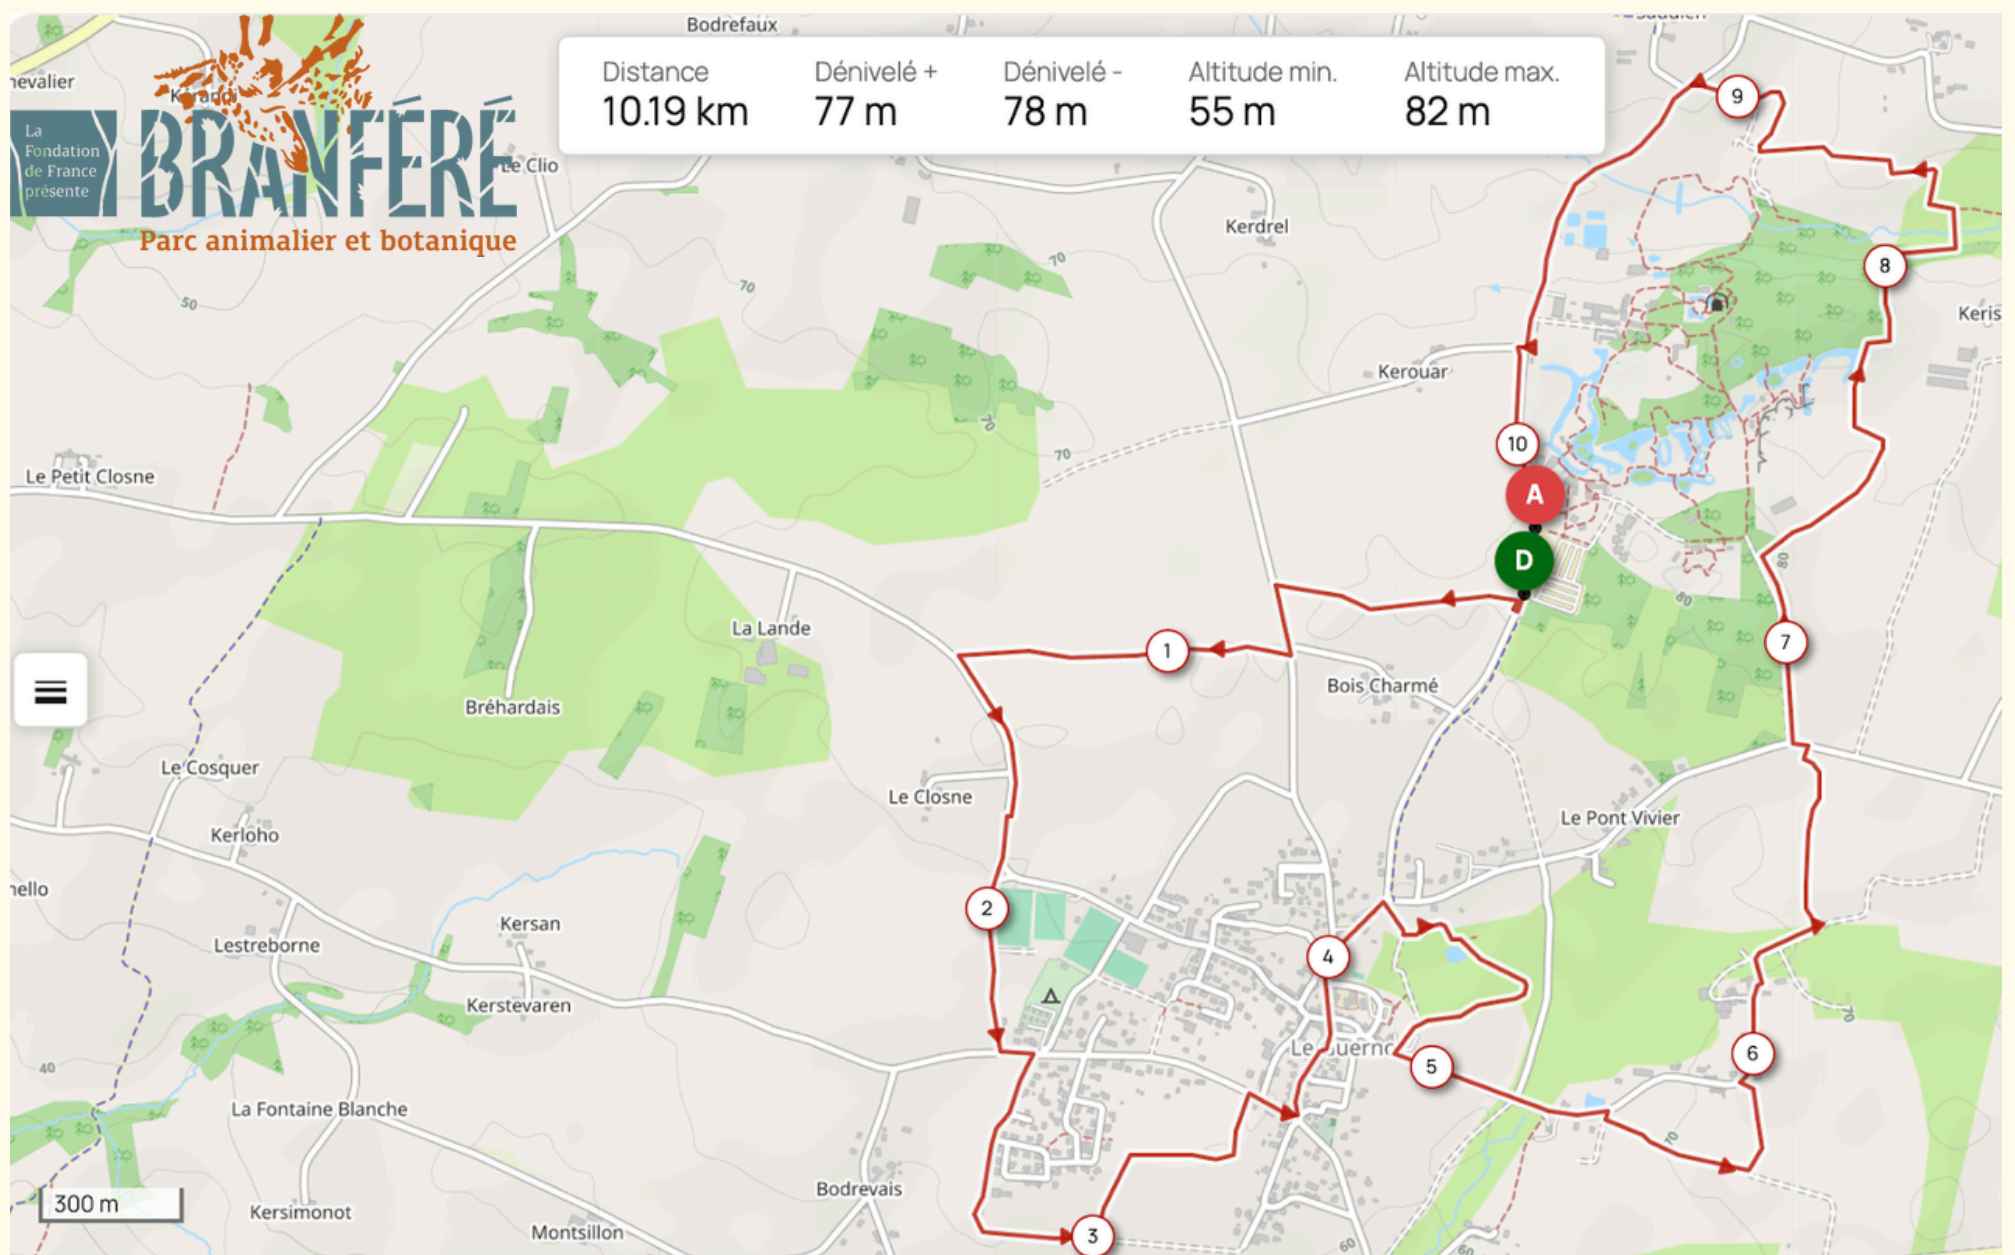 Bodrefaux
La
Fondation
de France
présente
BRANFÉRÉ
Parc animalier et botanique
Distance
10.19 km
Dénivelé +
77 m
Dénivelé -
78 m
Altitude min.
55 m
Altitude max.
82 m
9
Kerdrel
8
50
70
70
Kerouar
70
70
10
A
D
Le Petit Closne
80
80
La Lande
1
7
Bois Charmé
Bréhardais
Le Cosquer
Le Closne
Le Pont Vivier
Kerloho
2
Kersan
Lestreborne
4
Kerstevaren
70
5
6
40
La Fontaine Blanche
70
Bodrevais
300 m
Kersimonot
Montsillon
3
60
60